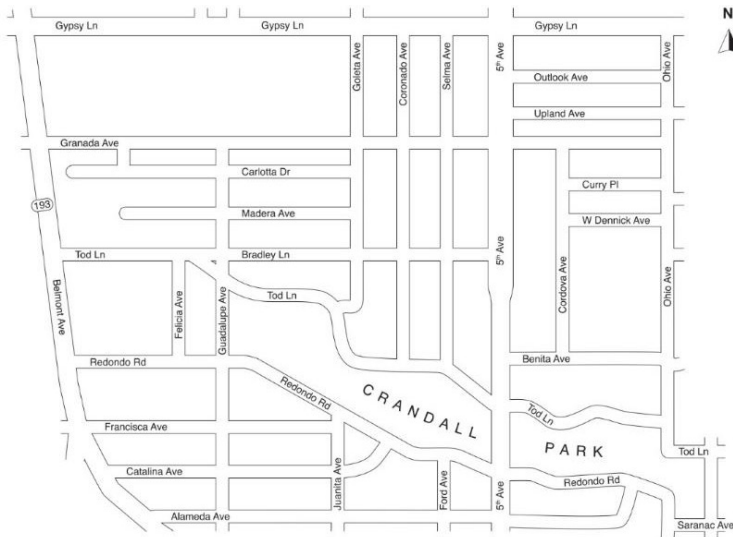 N
Gypsy Ln
Gypsy Ln
Gypsy Ln
Goleta Ave
Coronado Ave
Selma Ave
5th Ave
Ohio Ave
Outlook Ave
Upland Ave
Granada Ave
Carlotta Dr
Curry Pl
193
Madera Ave
W Dennick Ave
Tod Ln
Bradley Ln
5th Ave
Cordova Ave
Ohio Ave
Belmont Ave
Felicia Ave
Guadalupe Ave
Tod Ln
Redondo Rd
Benita Ave
Redondo Rd
CRANDALL
PARK
Tod Ln
Francisca Ave
Tod Ln
Catalina Ave
Juanita Ave
Ford Ave
5th Ave
Redondo Rd
Alameda Ave
Saranac Ave